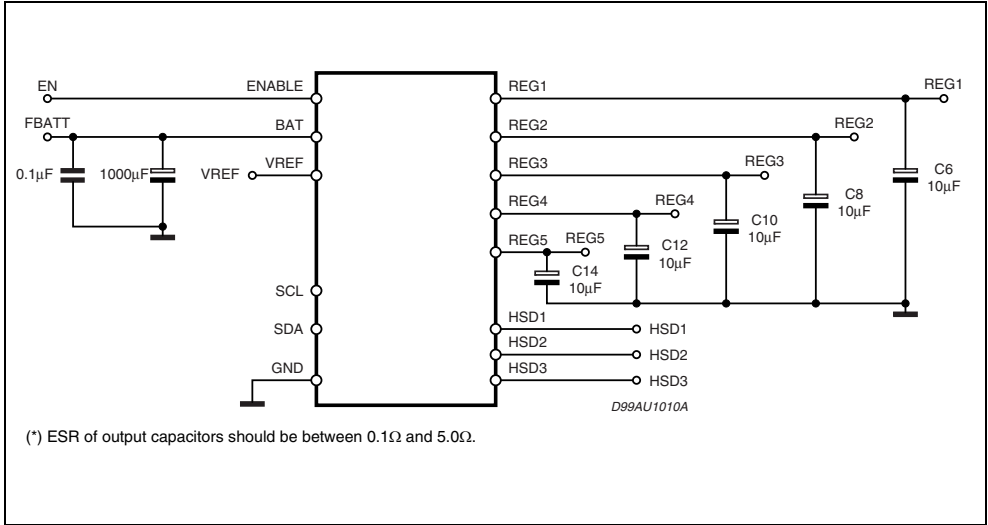 EN
ENABLE
FBATT
BAT
0.1µF
1000µF
VREF
VREF
SCL
SDA
GND
REG1
REG1
REG2
REG2
REG3
REG3
REG4
REG4
REG5
REG5
C6
10µF
C8
10µF
C10
10µF
C12
10µF
C14
10µF
HSD1
HSD1
HSD2
HSD2
HSD3
HSD3
D99AU1010A
(*) ESR of output capacitors should be between 0.1Ω and 5.0Ω.